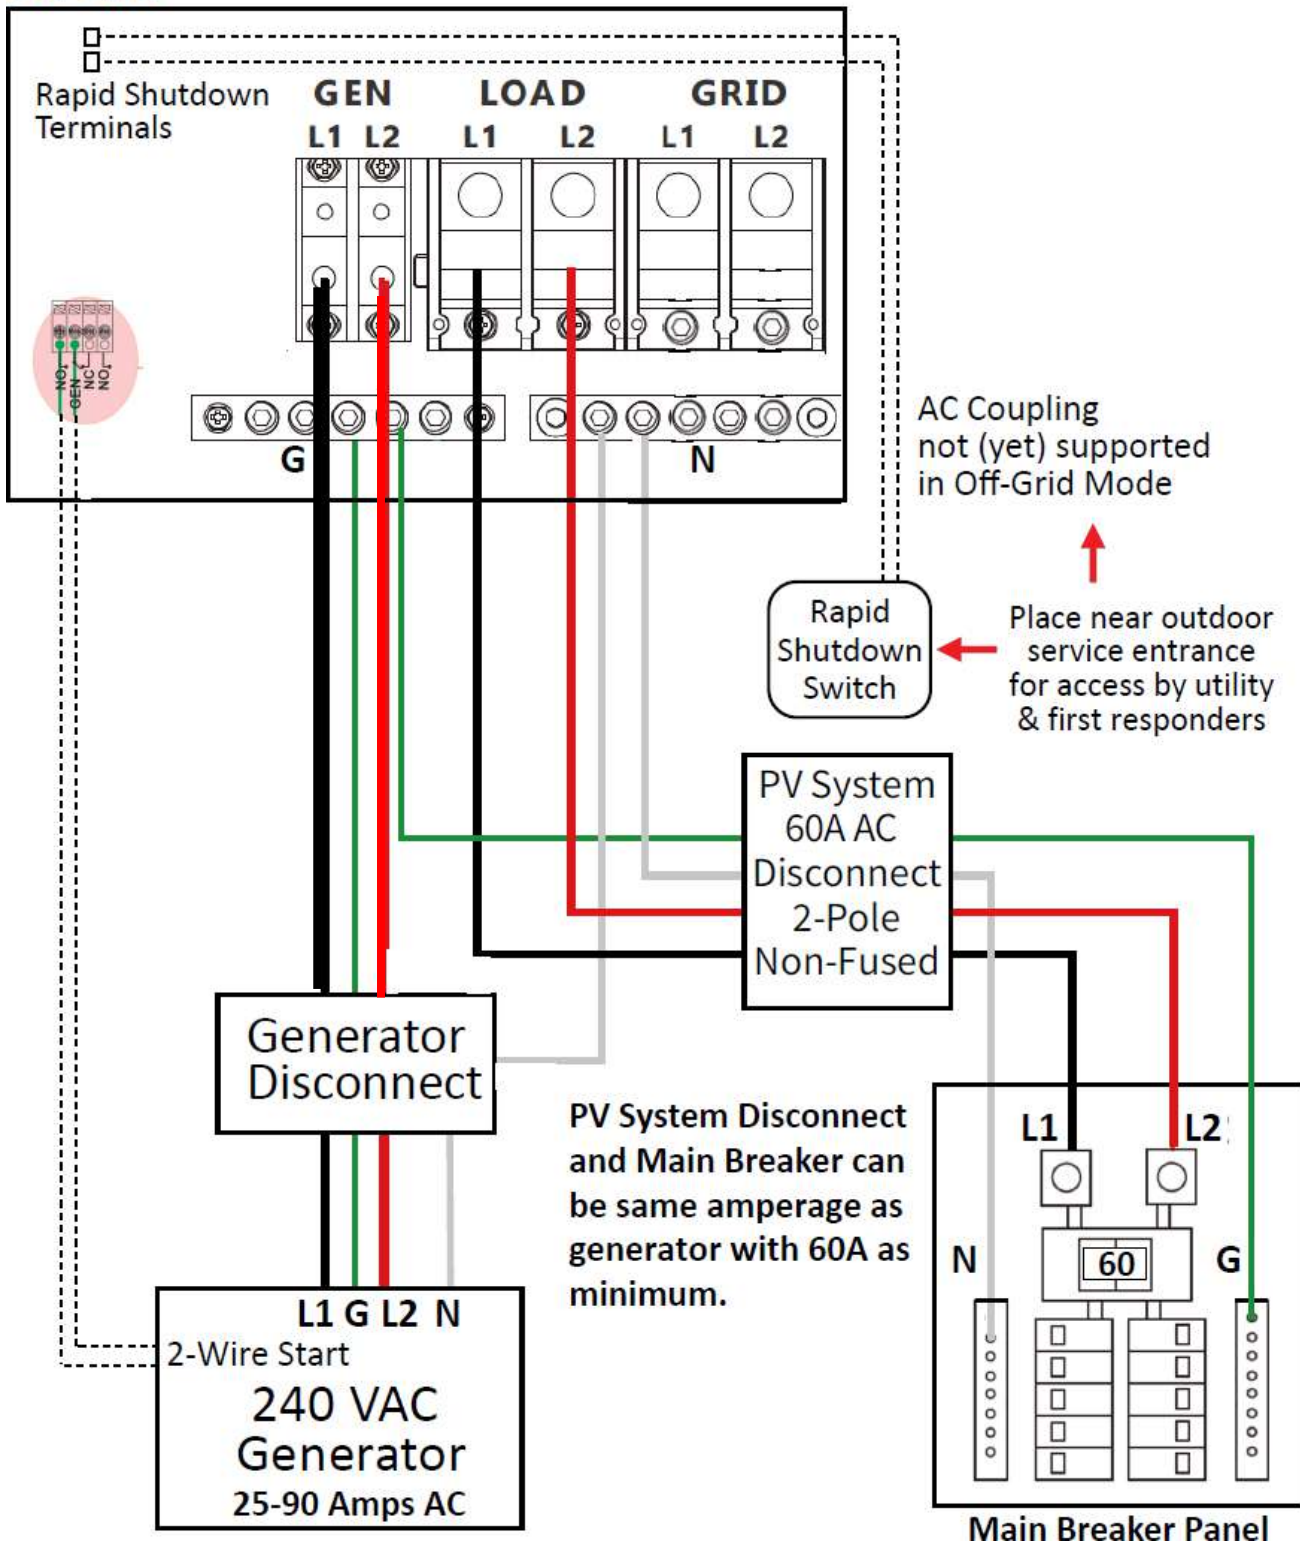 Rapid Shutdown
Terminals
GEN LOAD GRID
L1 L2 L1 L2 L1 L2
NO
GEN
NC
NO
G
N
AC Coupling
not (yet) supported
in Off-Grid Mode
Rapid
Shutdown
Switch
Place near outdoor
service entrance
for access by utility
& first responders
PV System
60A AC
Disconnect
2-Pole
Non-Fused
Generator
Disconnect
PV System Disconnect
and Main Breaker can
be same amperage as
generator with 60A as
minimum.
L1 L2
N 60 G
L1 G L2 N
2-Wire Start
240 VAC
Generator
25-90 Amps AC
Main Breaker Panel